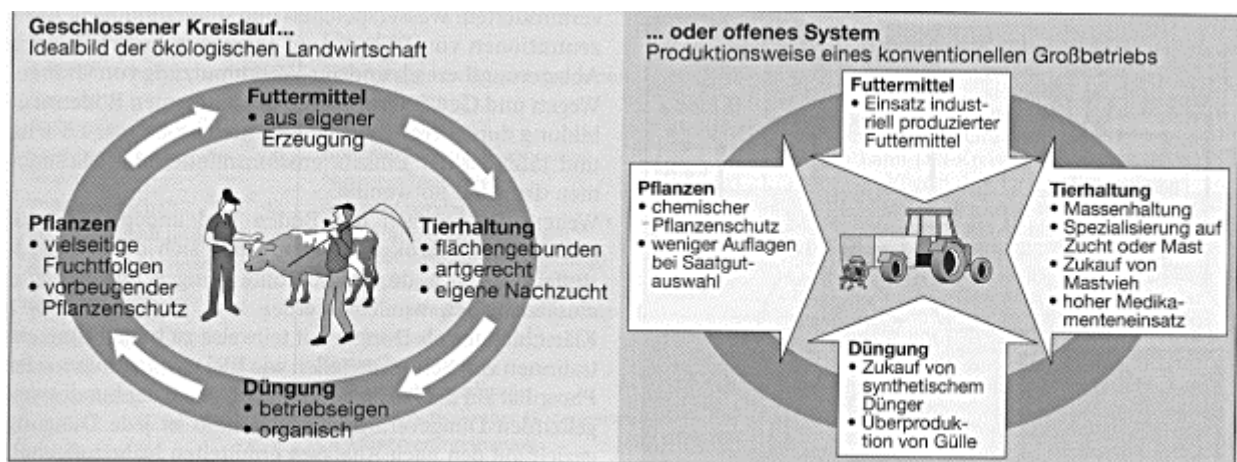 Geschlossener Kreislauf...
Idealbild der ökologischen Landwirtschaft
Futtermittel
• aus eigener
Erzeugung
Pflanzen
• vielseitige
Fruchtfolgen
• vorbeugender
Pflanzenschutz
Tierhaltung
• flächengebunden
• artgerecht
• eigene Nachzucht
Düngung
• betriebseigen
• organisch
... oder offenes System
Produktionsweise eines konventionellen Großbetriebs
Futtermittel
• Einsatz indust-
riell produzierter
Futtermittel
Pflanzen
• chemischer
Pflanzenschutz
• weniger Auflagen
bei Saatgut-
auswahl
Tierhaltung
• Massenhaltung
• Spezialisierung auf
Zucht oder Mast
• Zukauf von
Mastvieh
• hoher Medika-
menteneinsatz
Düngung
• Zukauf von
synthetischem
Dünger
• Überproduk-
tion von Gülle